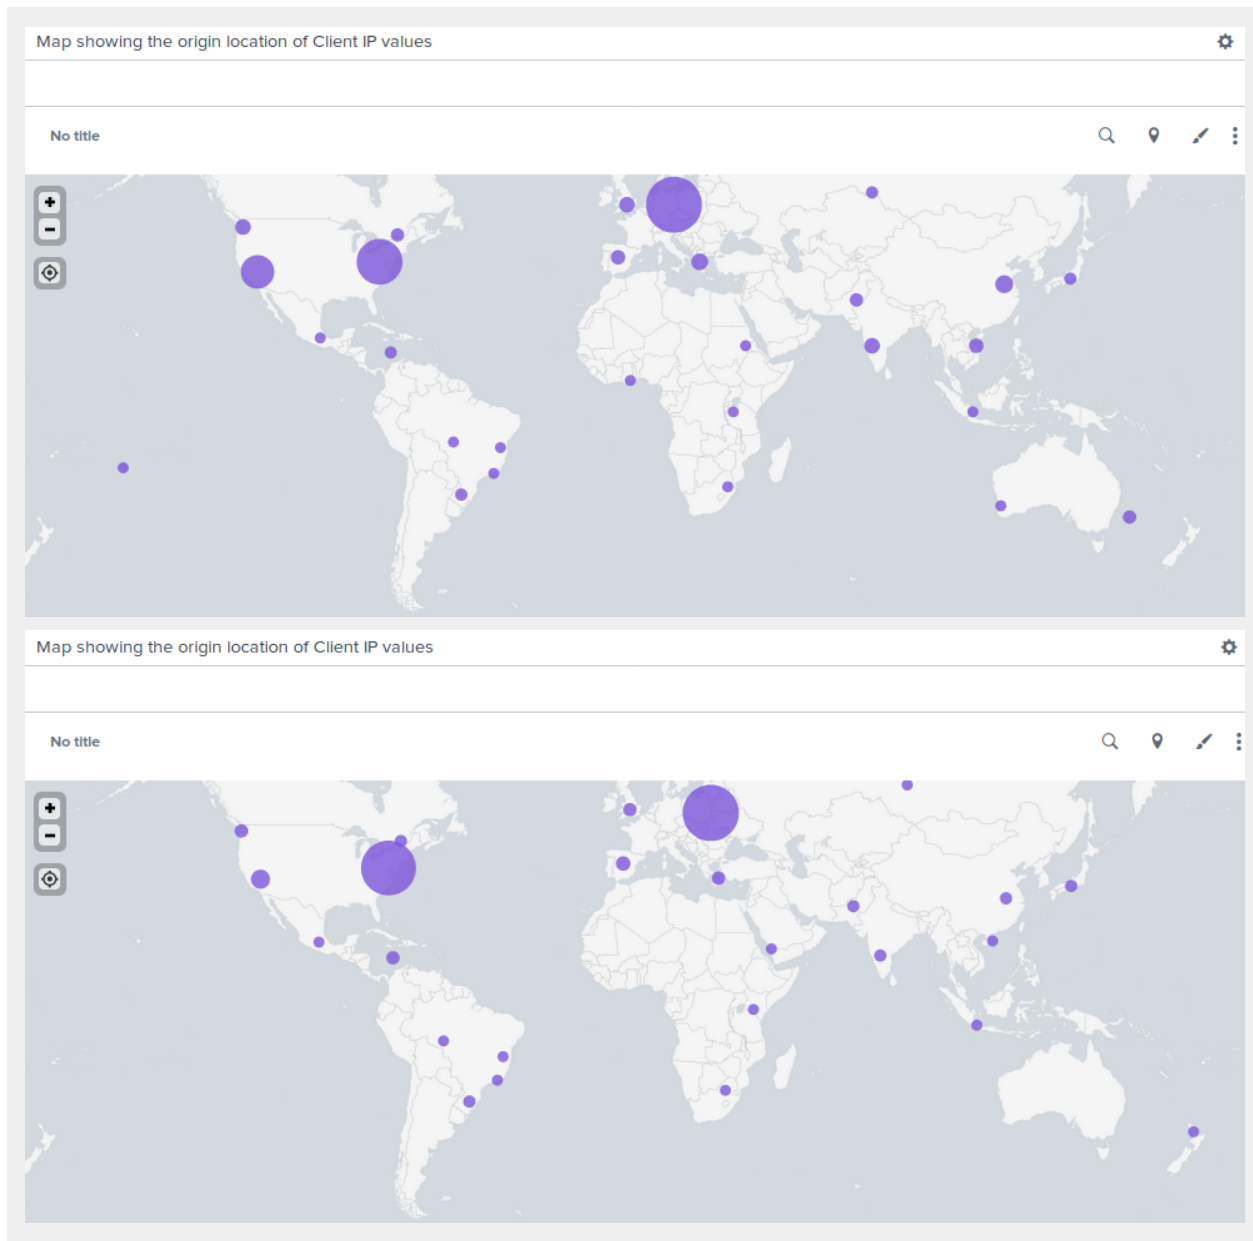 Map showing the origin location of Client IP values
No title
+
−
Map showing the origin location of Client IP values
No title
+
−